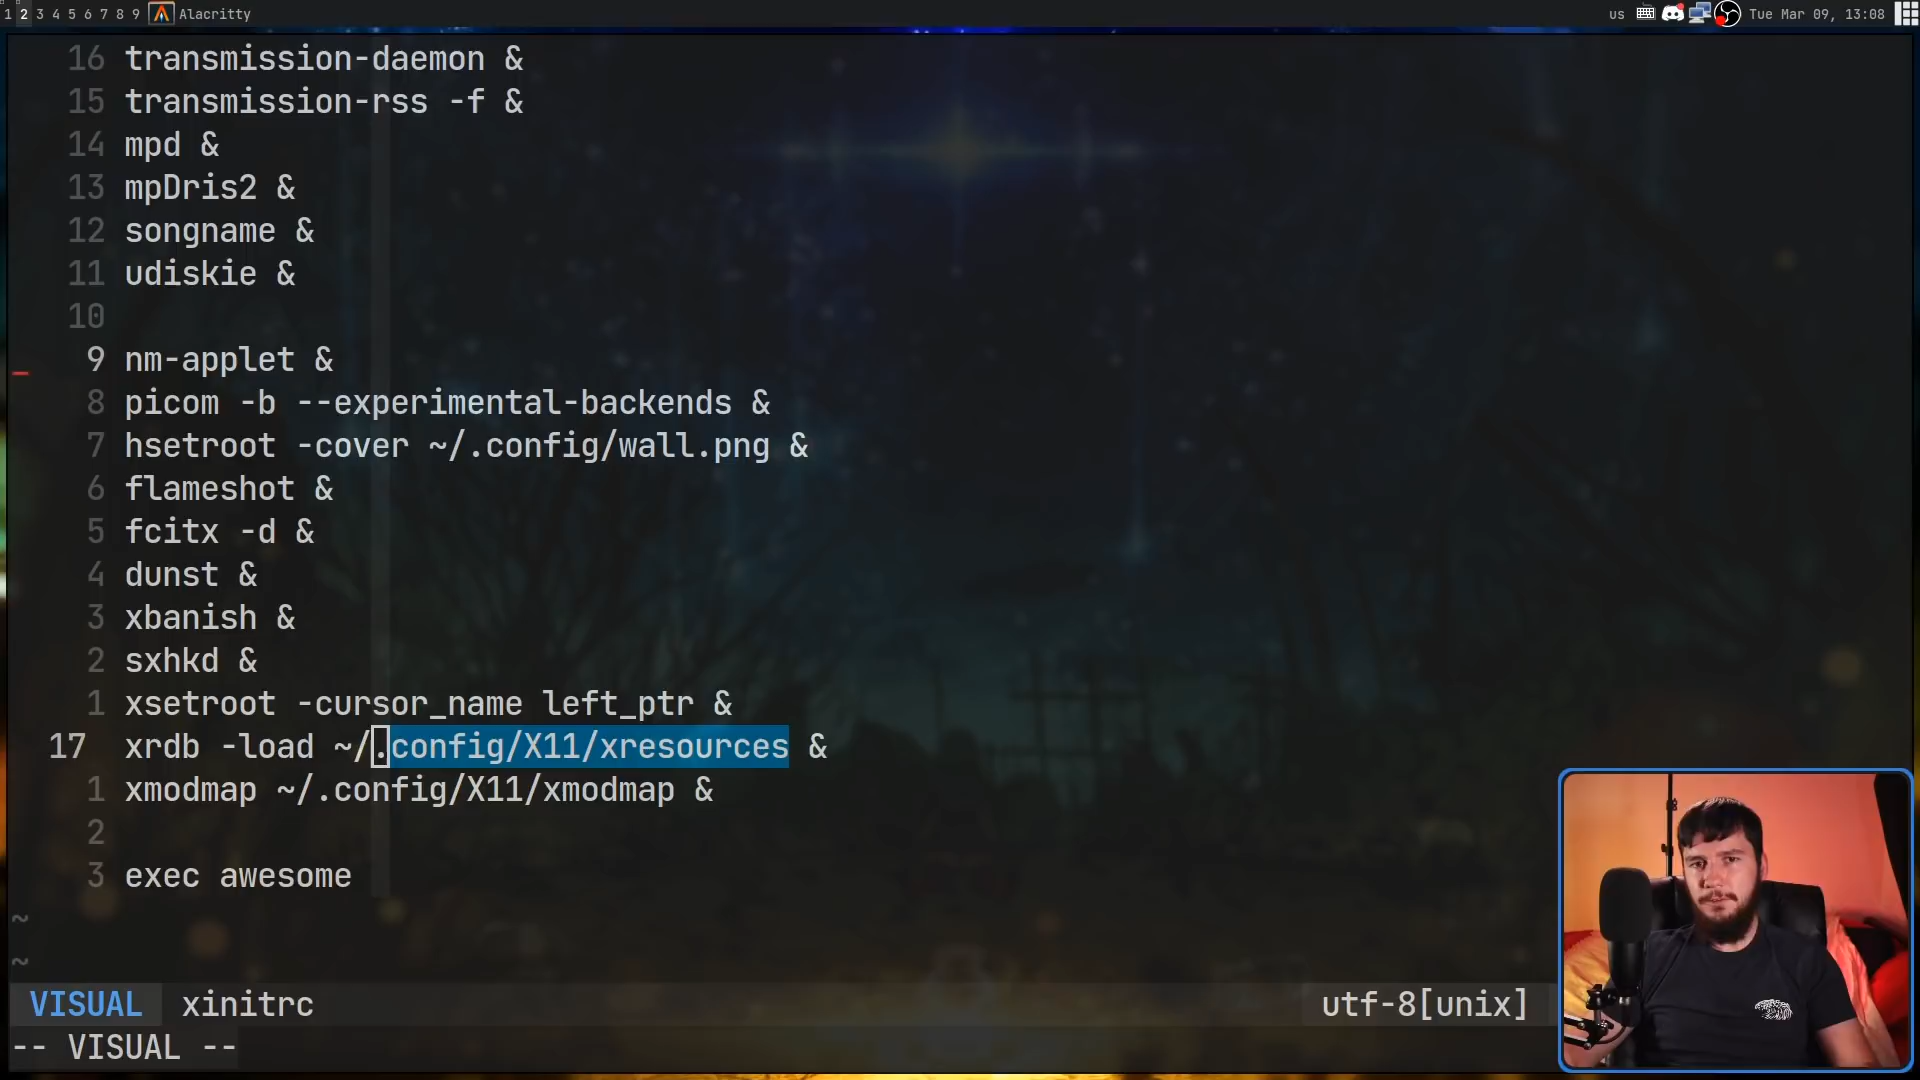 1 2 3 4 5 6 7 8 9 Alacritty us Tue Mar 09, 13:08
16 transmission-daemon &
15 transmission-rss -f &
14 mpd &
13 mpDris2 &
12 songname &
11 udiskie &
10
9 nm-applet &
8 picom -b --experimental-backends &
7 hsetroot -cover ~/.config/wall.png &
6 flameshot &
5 fcitx -d &
4 dunst &
3 xbanish &
2 sxhkd &
1 xsetroot -cursor_name left_ptr &
17 xrdb -load ~/.config/X11/xresources &
1 xmodmap ~/.config/X11/xmodmap &
2
3 exec awesome
~
~
VISUAL xinitrc utf-8[unix]
-- VISUAL --